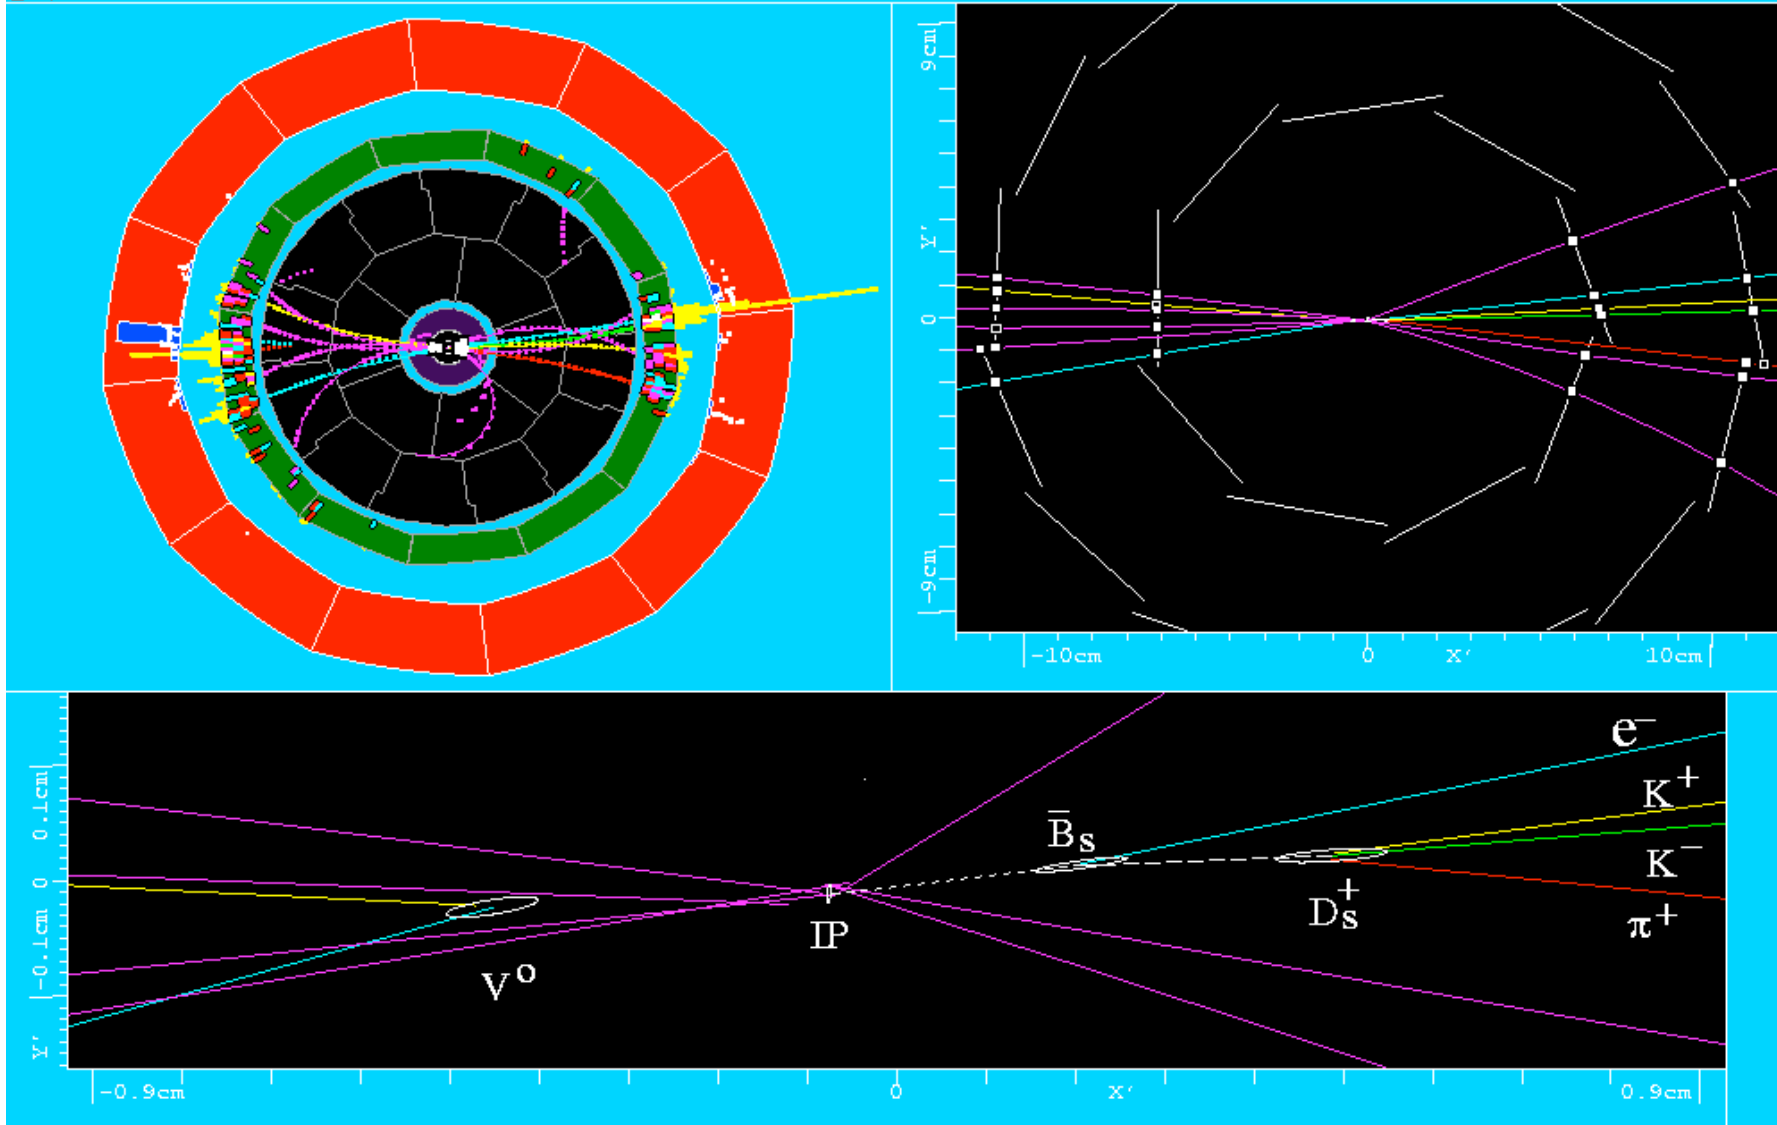 9cm|
Y'
0
|-9cm
|-10cm
0
X'
10cm|
e⁻
K⁺
B̅s
K⁻
Ds⁺
π⁺
IP
V⁰
0.1cm|
0
|-0.1cm
Y'
|-0.9cm
0
X'
0.9cm|